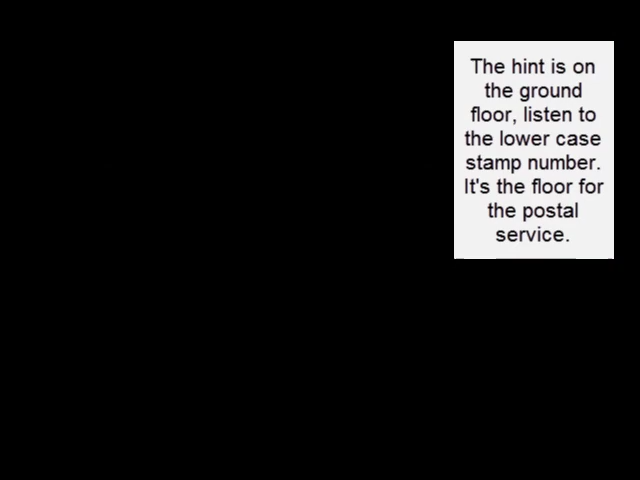 The hint is on
the ground
floor, listen to
the lower case
stamp number.
It's the floor for
the postal
service.